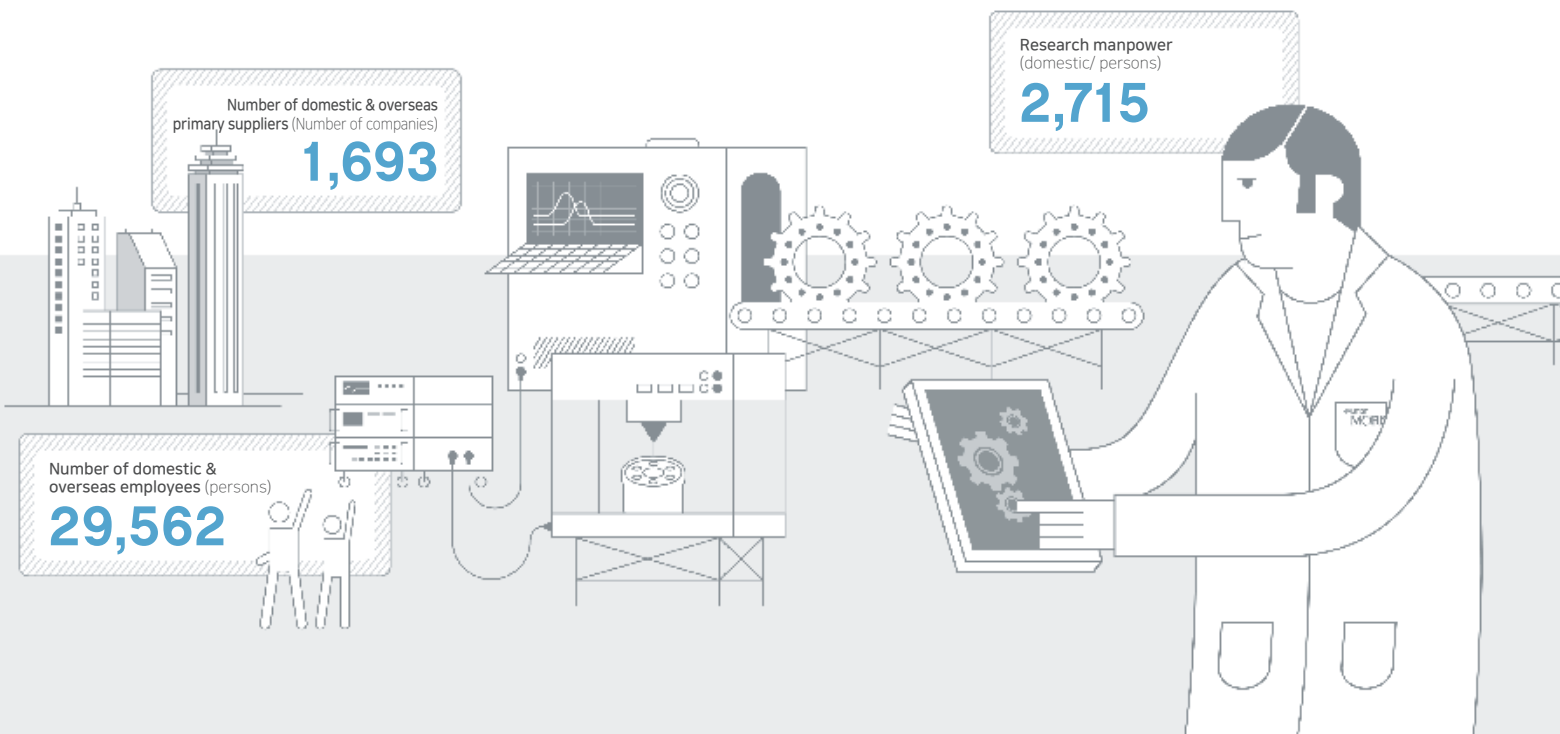 Number of domestic & overseas
primary suppliers (Number of companies)
1,693
Research manpower
(domestic/ persons)
2,715
Number of domestic &
overseas employees (persons)
29,562